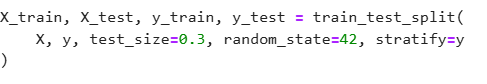 X_train, X_test, y_train, y_test = train_test_split(
    X, y, test_size=0.3, random_state=42, stratify=y
)